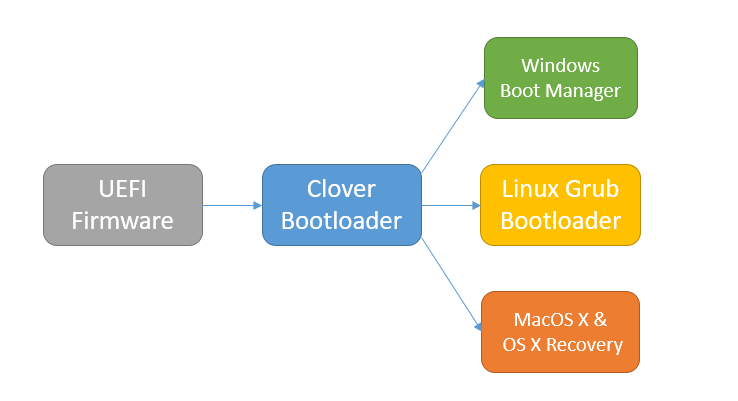 UEFI
Firmware
Clover
Bootloader
Windows
Boot Manager
Linux Grub
Bootloader
MacOS X &
OS X Recovery